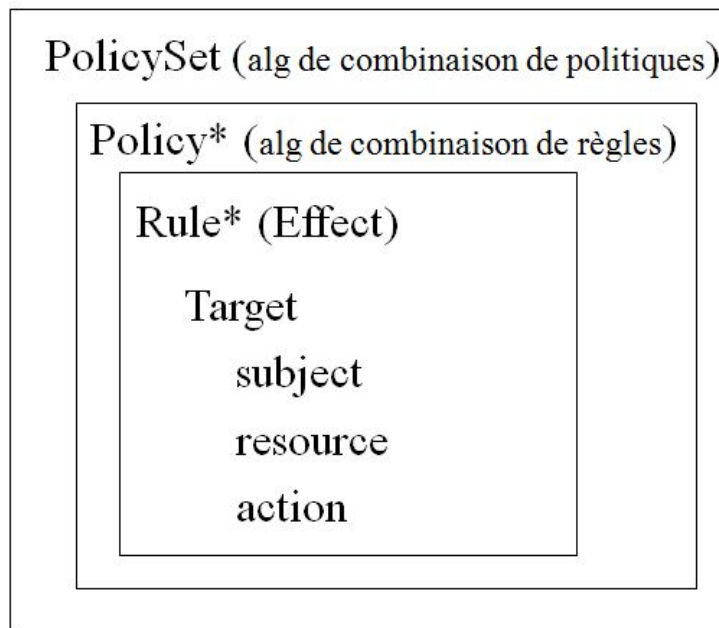 PolicySet (alg de combinaison de politiques)
Policy* (alg de combinaison de règles)
Rule* (Effect)
Target
subject
resource
action